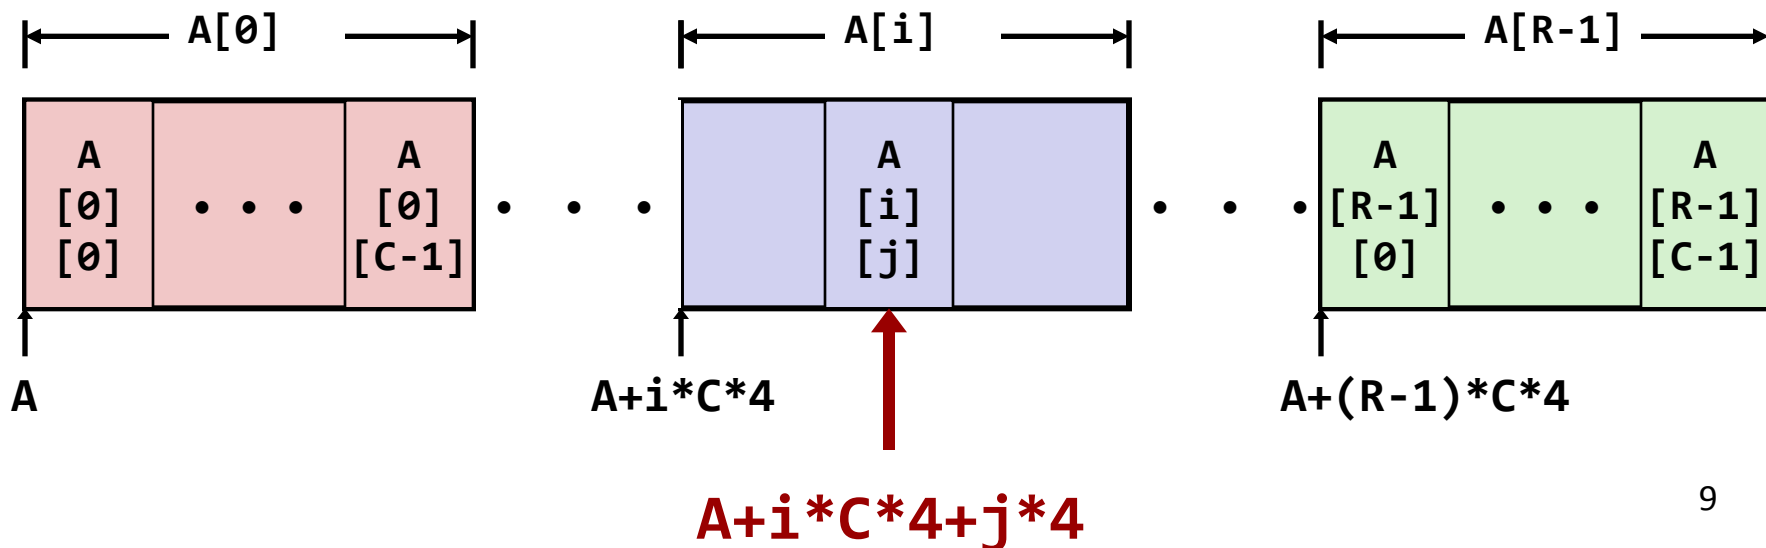 A[0]
A[i]
A[R-1]
A
[0]
[0]
• • •
A
[0]
[C-1]
• • •
A
[i]
[j]
• • •
A
[R-1]
[0]
• • •
A
[R-1]
[C-1]
A
A+i*C*4
A+(R-1)*C*4
A+i*C*4+j*4
9